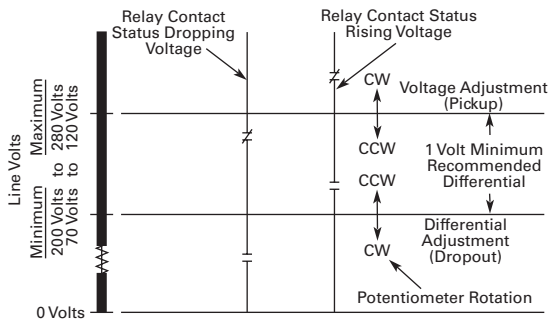 Relay Contact
Status Dropping
Voltage
Relay Contact Status
Rising Voltage
CW
Voltage Adjustment
(Pickup)
CCW
1 Volt Minimum
Recommended
Differential
CCW
Differential
Adjustment
(Dropout)
CW
Potentiometer Rotation
Line Volts
Minimum to Maximum
200 Volts to 280 Volts
70 Volts 120 Volts
0 Volts